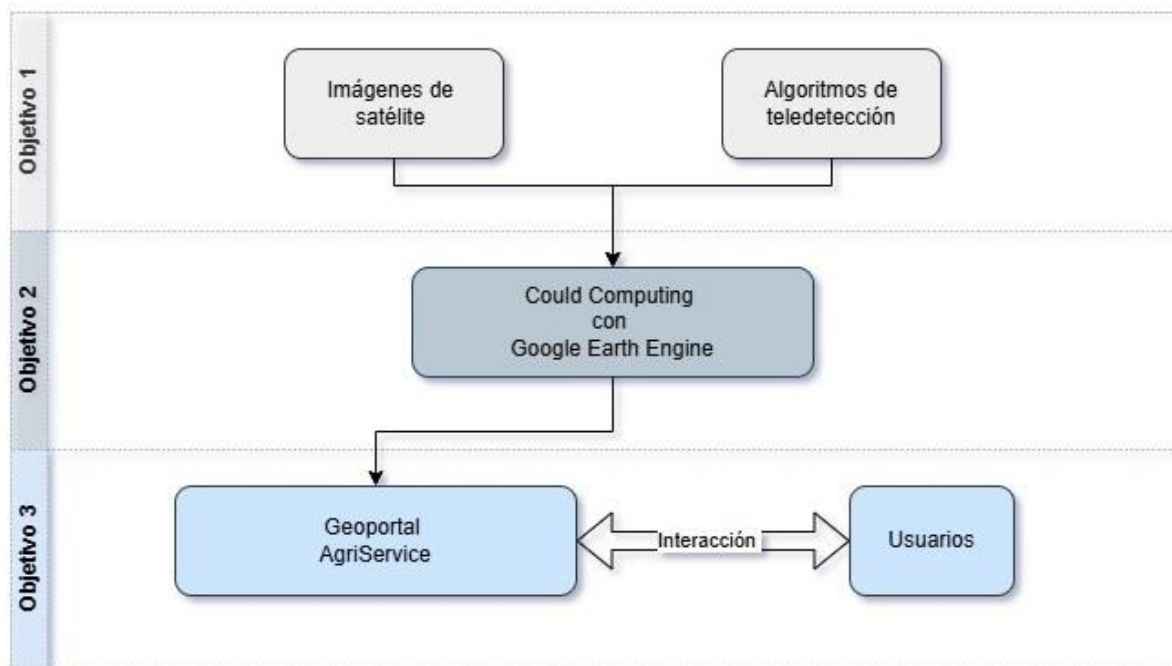 Objetivo 1
Imágenes de
satélite
Algoritmos de
teledetección
Objetivo 2
Could Computing
con
Google Earth Engine
Objetivo 3
Geoportal
AgriService
Interacción
Usuarios